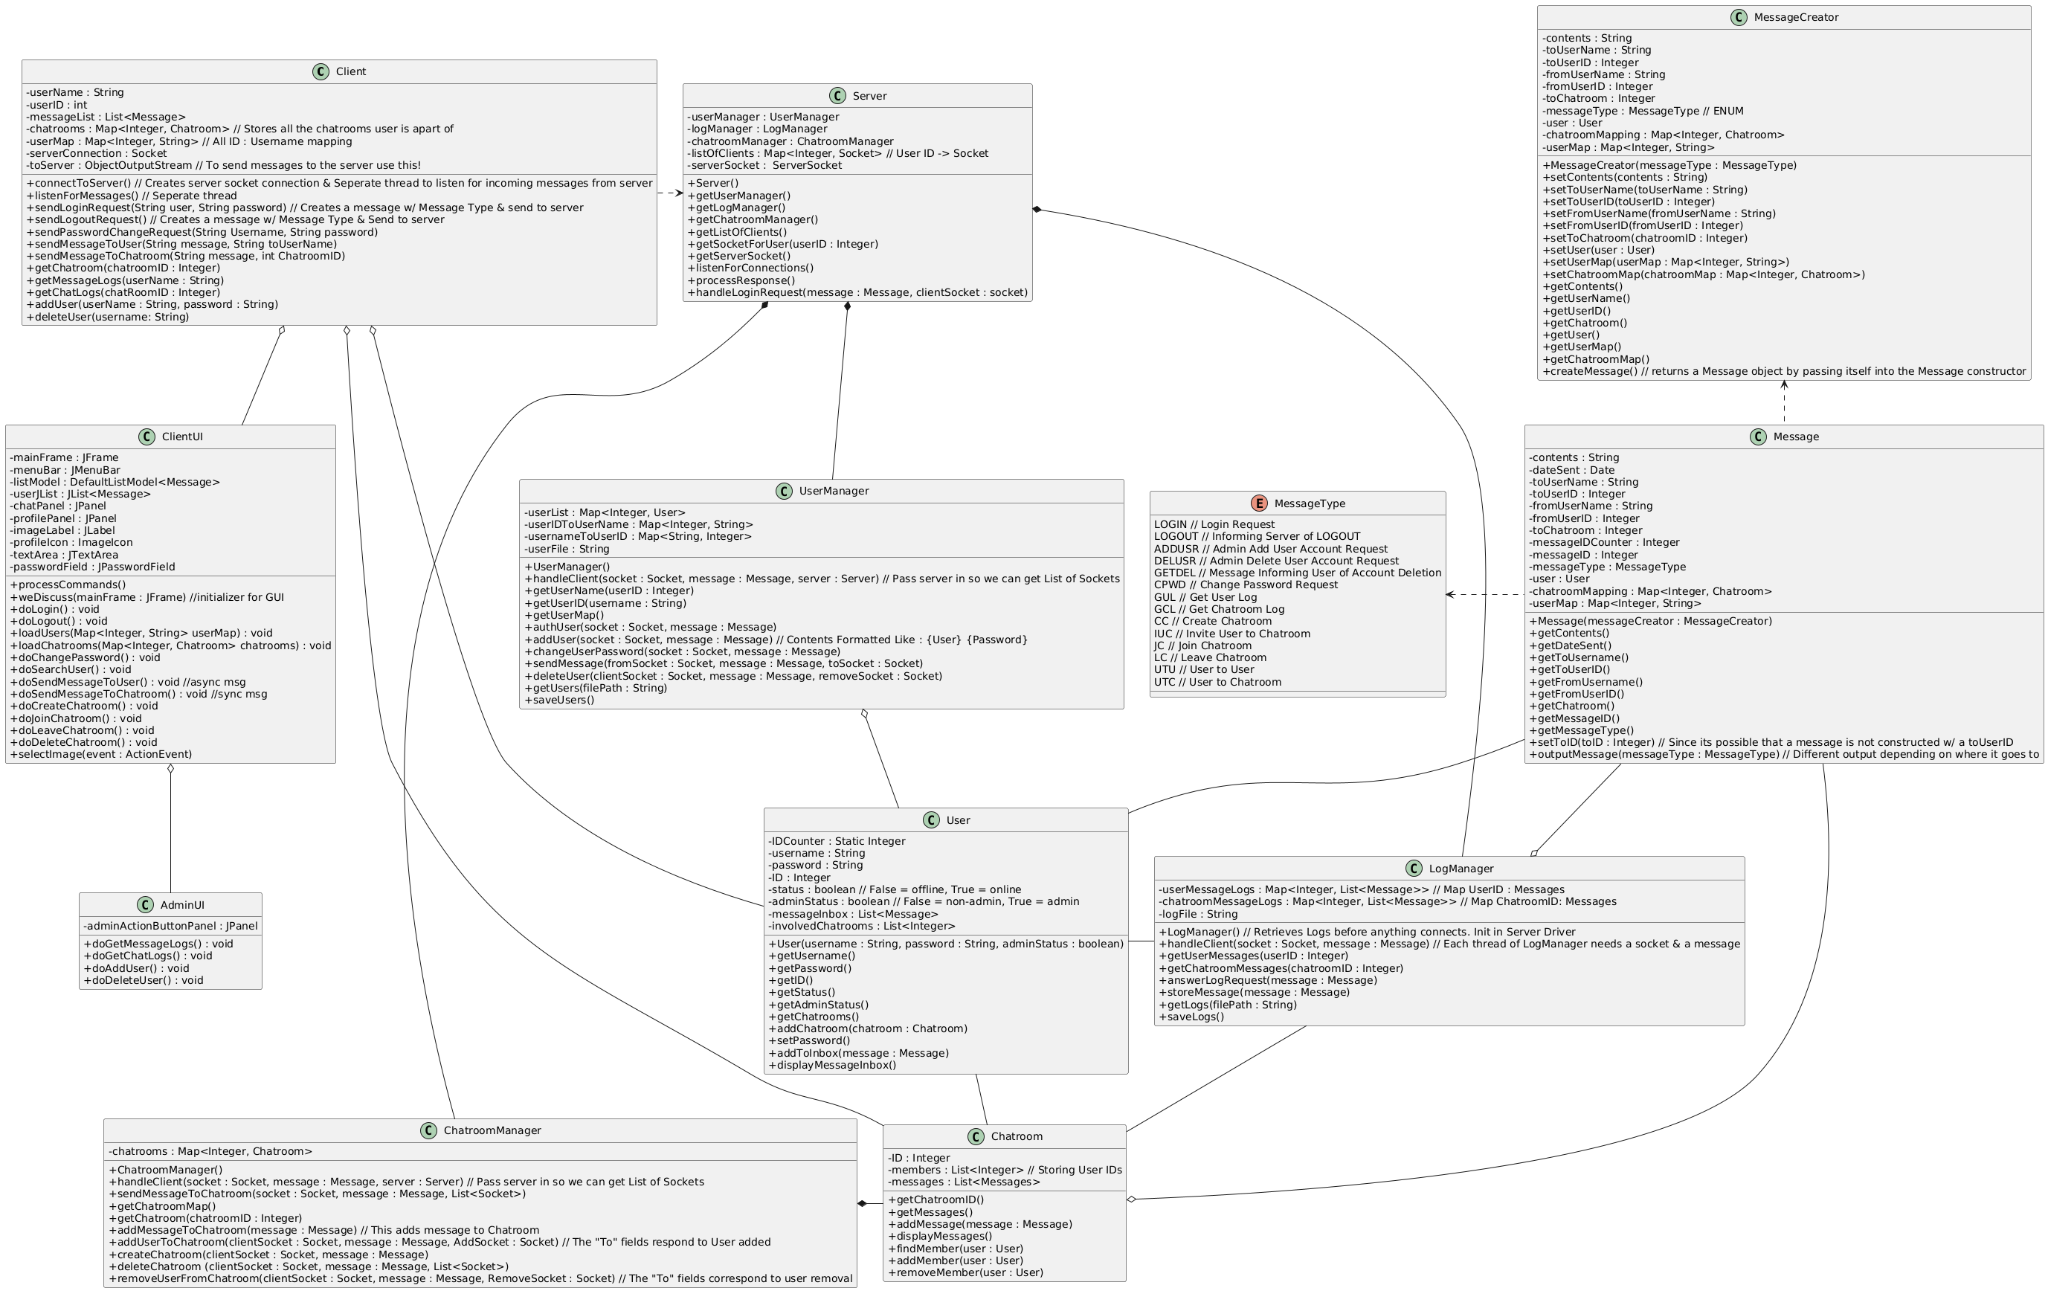 C MessageCreator
-contents : String
-toUserName : String
-toUserID : Integer
-fromUserName : String
-fromUserID : Integer
-toChatroom : Integer
-messageType : MessageType // ENUM
-user : User
-chatroomMapping : Map<Integer, Chatroom>
-userMap : Map<Integer, String>
+MessageCreator(messageType : MessageType)
+setContents(contents : String)
+setToUserName(toUserName : String)
+setToUserID(toUserID : Integer)
+setFromUserName(fromUserName : String)
+setFromUserID(fromUserID : Integer)
+setToChatroom(chatroomID : Integer)
+setUser(user : User)
+setUserMap(userMap : Map<Integer, String>)
+setChatroomMap(chatroomMap : Map<Integer, Chatroom>)
+getContents()
+getUserName()
+getUserID()
+getChatroom()
+getUser()
+getUserMap()
+getChatroomMap()
+createMessage() // returns a Message object by passing itself into the Message constructor
C Client
-userName : String
-userID : int
-messageList : List<Message>
-chatrooms : Map<Integer, Chatroom> // Stores all the chatrooms user is apart of
-userMap : Map<Integer, String> // All ID : Username mapping
-serverConnection : Socket
-toServer : ObjectOutputStream // To send messages to the server use this!
+connectToServer() // Creates server socket connection & Seperate thread to listen for incoming messages from server
+listenForMessages() // Seperate thread
+sendLoginRequest(String user, String password) // Creates a message w/ Message Type & send to server
+sendLogoutRequest() // Creates a message w/ Message Type & Send to server
+sendPasswordChangeRequest(String Username, String password)
+sendMessageToUser(String message, String toUserName)
+sendMessageToChatroom(String message, int ChatroomID)
+getChatroom(chatroomID : Integer)
+getMessageLogs(userName : String)
+getChatLogs(chatRoomID : Integer)
+addUser(userName : String, password : String)
+deleteUser(username: String)
C Server
-userManager : UserManager
-logManager : LogManager
-chatroomManager : ChatroomManager
-listOfClients : Map<Integer, Socket> // User ID -> Socket
-serverSocket :  ServerSocket
+Server()
+getUserManager()
+getLogManager()
+getChatroomManager()
+getListOfClients()
+getSocketForUser(userID : Integer)
+getServerSocket()
+listenForConnections()
+processResponse()
+handleLoginRequest(message : Message, clientSocket : socket)
C ClientUI
-mainFrame : JFrame
-menuBar : JMenuBar
-listModel : DefaultListModel<Message>
-userJList : JList<Message>
-chatPanel : JPanel
-profilePanel : JPanel
-imageLabel : JLabel
-profileIcon : ImageIcon
-textArea : JTextArea
-passwordField : JPasswordField
+processCommands()
+weDiscuss(mainFrame : JFrame) //initializer for GUI
+doLogin() : void
+doLogout() : void
+loadUsers(Map<Integer, String> userMap) : void
+loadChatrooms(Map<Integer, Chatroom> chatrooms) : void
+doChangePassword() : void
+doSearchUser() : void
+doSendMessageToUser() : void //async msg
+doSendMessageToChatroom() : void //sync msg
+doCreateChatroom() : void
+doJoinChatroom() : void
+doLeaveChatroom() : void
+doDeleteChatroom() : void
+selectImage(event : ActionEvent)
C UserManager
-userList : Map<Integer, User>
-userIDToUserName : Map<Integer, String>
-usernameToUserID : Map<String, Integer>
-userFile : String
+UserManager()
+handleClient(socket : Socket, message : Message, server : Server) // Pass server in so we can get List of Sockets
+getUserName(userID : Integer)
+getUserID(username : String)
+getUserMap()
+authUser(socket : Socket, message : Message)
+addUser(socket : Socket, message : Message) // Contents Formatted Like : {User} {Password}
+changeUserPassword(socket : Socket, message : Message)
+sendMessage(fromSocket : Socket, message : Message, toSocket : Socket)
+deleteUser(clientSocket : Socket, message : Message, removeSocket : Socket)
+getUsers(filePath : String)
+saveUsers()
E MessageType
LOGIN // Login Request
LOGOUT // Informing Server of LOGOUT
ADDUSR // Admin Add User Account Request
DELUSR // Admin Delete User Account Request
GETDEL // Message Informing User of Account Deletion
CPWD // Change Password Request
GUL // Get User Log
GCL // Get Chatroom Log
CC // Create Chatroom
IUC // Invite User to Chatroom
JC // Join Chatroom
LC // Leave Chatroom
UTU // User to User
UTC // User to Chatroom
C Message
-contents : String
-dateSent : Date
-toUserName : String
-toUserID : Integer
-fromUserName : String
-fromUserID : Integer
-toChatroom : Integer
-messageIDCounter : Integer
-messageID : Integer
-messageType : MessageType
-user : User
-chatroomMapping : Map<Integer, Chatroom>
-userMap : Map<Integer, String>
+Message(messageCreator : MessageCreator)
+getContents()
+getDateSent()
+getToUsername()
+getToUserID()
+getFromUsername()
+getFromUserID()
+getChatroom()
+getMessageID()
+getMessageType()
+setToID(toID : Integer) // Since its possible that a message is not constructed w/ a toUserID
+outputMessage(messageType : MessageType) // Different output depending on where it goes to
C User
-IDCounter : Static Integer
-username : String
-password : String
-ID : Integer
-status : boolean // False = offline, True = online
-adminStatus : boolean // False = non-admin, True = admin
-messageInbox : List<Message>
-involvedChatrooms : List<Integer>
+User(username : String, password : String, adminStatus : boolean)
+getUsername()
+getPassword()
+getID()
+getStatus()
+getAdminStatus()
+getChatrooms()
+addChatroom(chatroom : Chatroom)
+setPassword()
+addToInbox(message : Message)
+displayMessageInbox()
C LogManager
-userMessageLogs : Map<Integer, List<Message>> // Map UserID : Messages
-chatroomMessageLogs : Map<Integer, List<Message>> // Map ChatroomID: Messages
-logFile : String
+LogManager() // Retrieves Logs before anything connects. Init in Server Driver
+handleClient(socket : Socket, message : Message) // Each thread of LogManager needs a socket & a message
+getUserMessages(userID : Integer)
+getChatroomMessages(chatroomID : Integer)
+answerLogRequest(message : Message)
+storeMessage(message : Message)
+getLogs(filePath : String)
+saveLogs()
C AdminUI
-adminActionButtonPanel : JPanel
+doGetMessageLogs() : void
+doGetChatLogs() : void
+doAddUser() : void
+doDeleteUser() : void
C ChatroomManager
-chatrooms : Map<Integer, Chatroom>
+ChatroomManager()
+handleClient(socket : Socket, message : Message, server : Server) // Pass server in so we can get List of Sockets
+sendMessageToChatroom(socket : Socket, message : Message, List<Socket>)
+getChatroomMap()
+getChatroom(chatroomID : Integer)
+addMessageToChatroom(message : Message) // This adds message to Chatroom
+addUserToChatroom(clientSocket : Socket, message : Message, AddSocket : Socket) // The "To" fields respond to User added
+createChatroom (clientSocket : Socket, message : Message)
+deleteChatroom (clientSocket : Socket, message : Message, List<Socket>)
+removeUserFromChatroom(clientSocket : Socket, message : Message, RemoveSocket : Socket) // The "To" fields correspond to user removal
C Chatroom
-ID : Integer
-members : List<Integer> // Storing User IDs
-messages : List<Messages>
+getChatroomID()
+getMessages()
+addMessage(message : Message)
+displayMessages()
+findMember(user : User)
+addMember(user : User)
+removeMember(user : User)